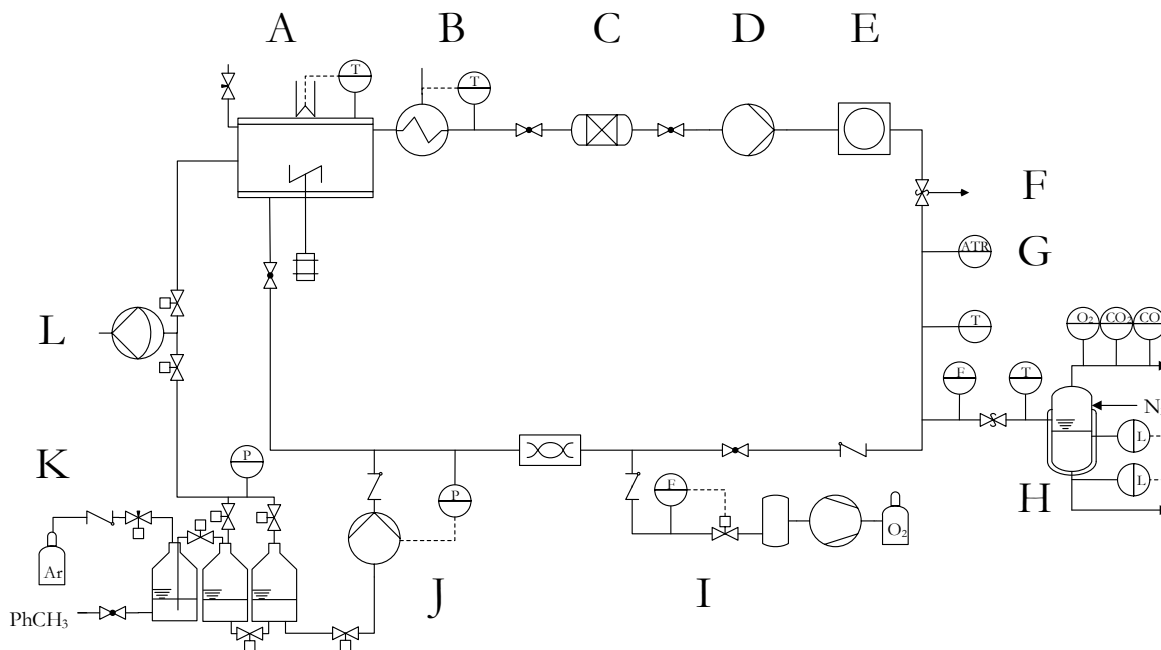 A B C D E
T T
F
ATR G
L T O₂ CO₂ CO
F T
N
L
K P
P F H
L
O₂
Ar J I
PhCH₃